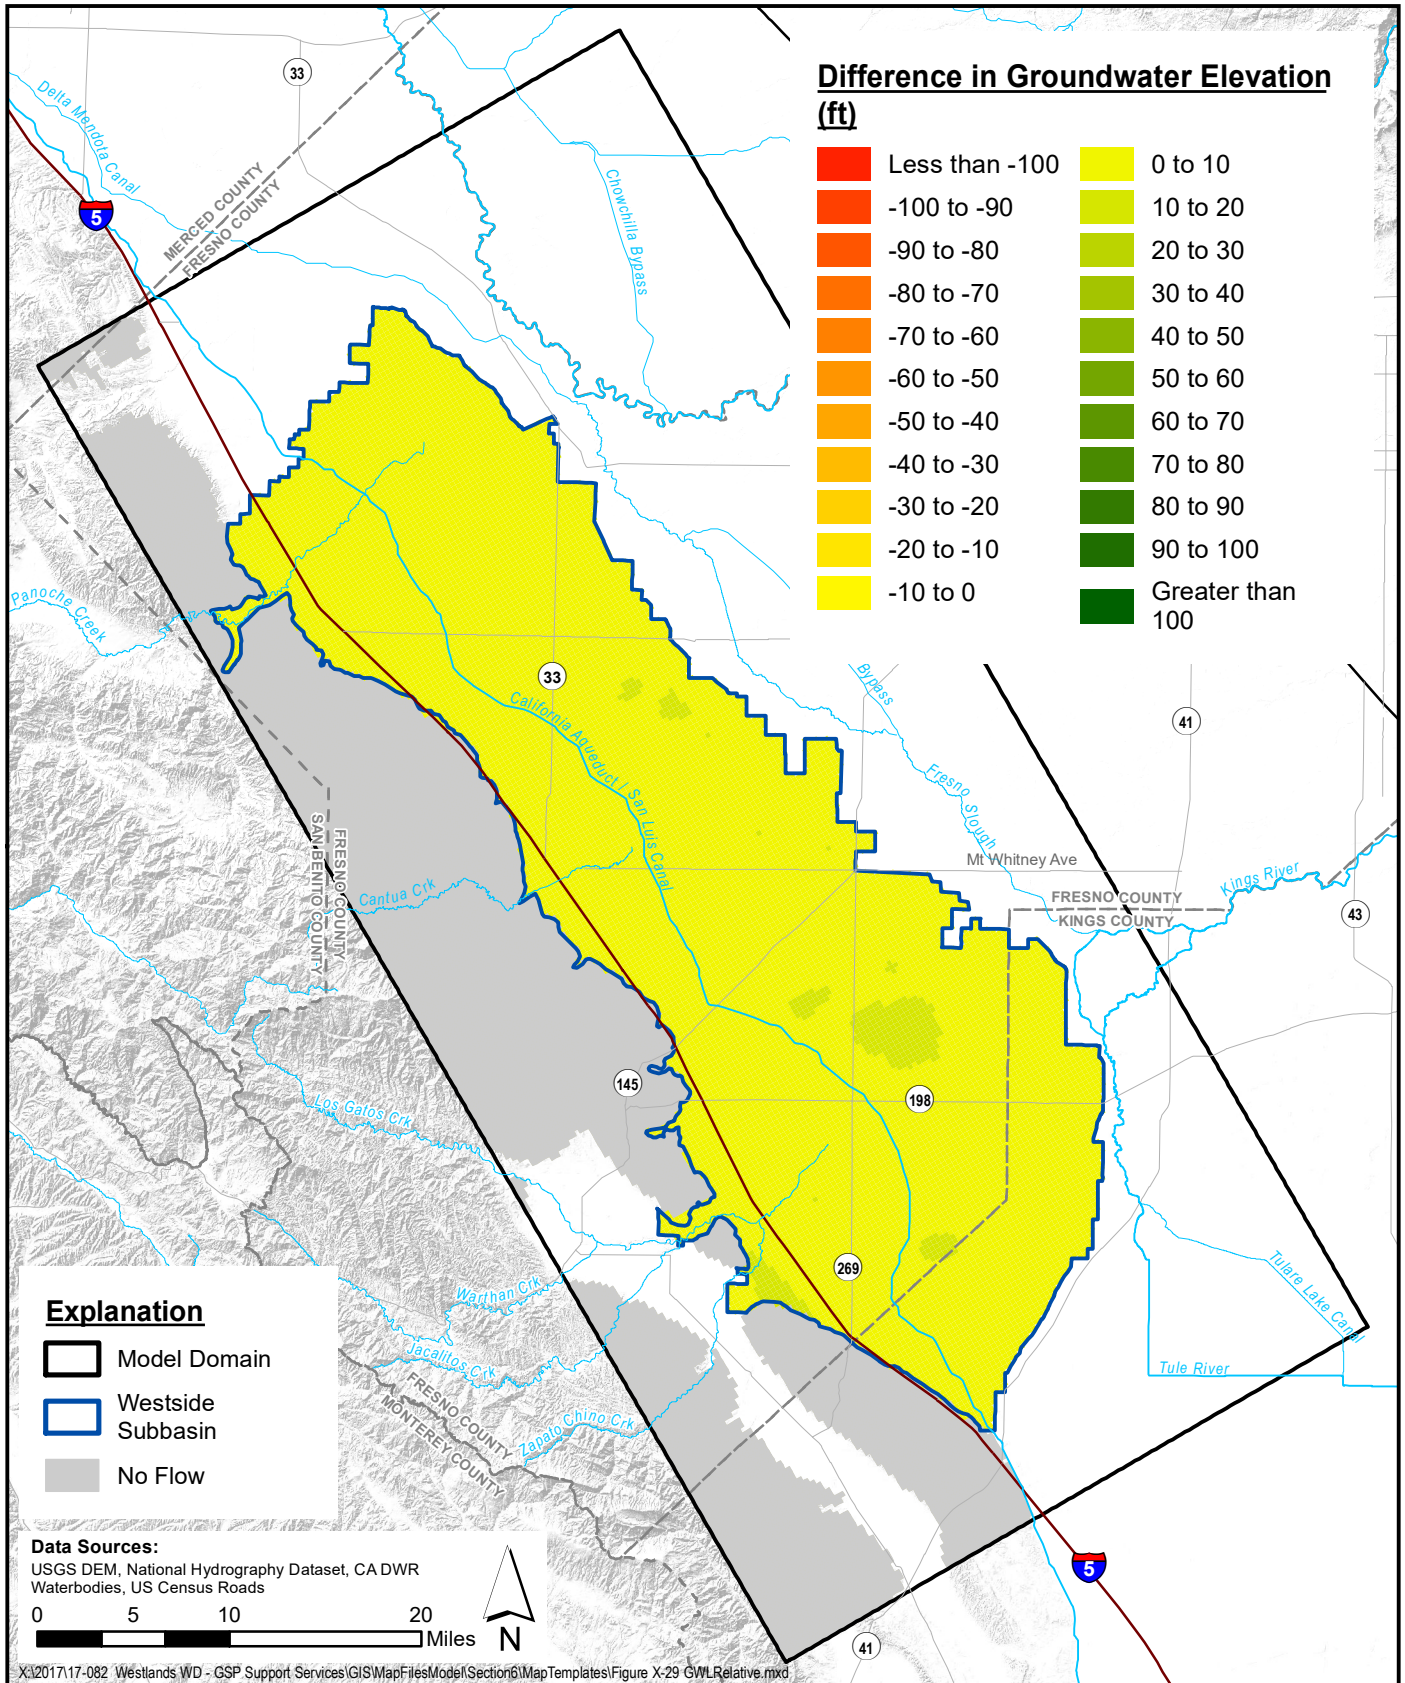 33
Delta Mendota Canal
5
MERCED COUNTY
FRESNO COUNTY
Chowchilla Bypass
Difference in Groundwater Elevation
(ft)
Less than -100
-100 to -90
-90 to -80
-80 to -70
-70 to -60
-60 to -50
-50 to -40
-40 to -30
-30 to -20
-20 to -10
-10 to 0
0 to 10
10 to 20
20 to 30
30 to 40
40 to 50
50 to 60
60 to 70
70 to 80
80 to 90
90 to 100
Greater than
100
Panoche Creek
33
California Aqueduct / San Luis Canal
Bypass
41
Fresno Slough
SAN BENITO COUNTY
FRESNO COUNTY
Cantua Crk
Mt Whitney Ave
FRESNO COUNTY
KINGS COUNTY
Kings River
43
145
198
Los Gatos Crk
269
Warthan Crk
Jacalitos Crk
Zapato Chino Crk
FRESNO COUNTY
MONTEREY COUNTY
Tulare Lake Canal
Tule River
5
41
Explanation
Model Domain
Westside
Subbasin
No Flow
Data Sources:
USGS DEM, National Hydrography Dataset, CA DWR
Waterbodies, US Census Roads
0 5 10 20
Miles
N
X:\2017\17-082 Westlands WD - GSP Support Services\GIS\MapFilesModel\Section6\MapTemplates\Figure X-29 GWLRelative.mxd